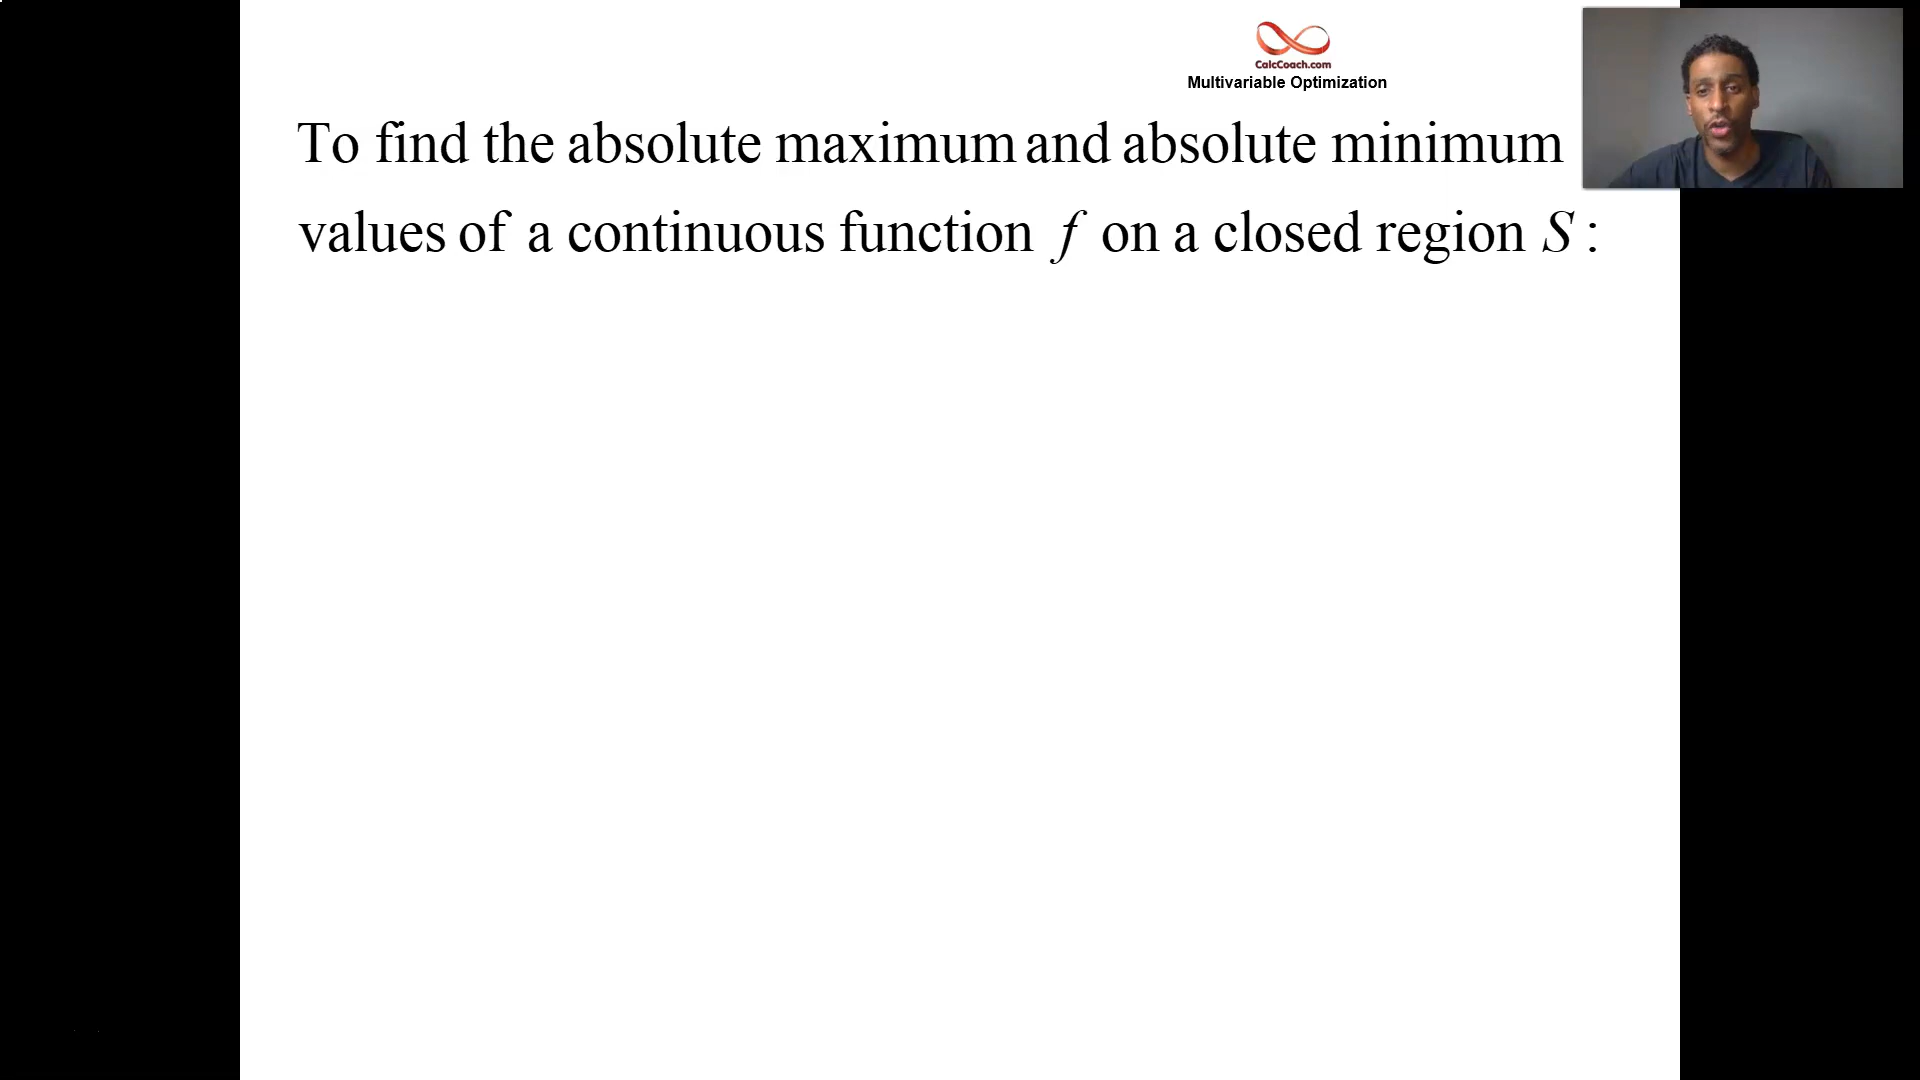 CalcCoach.com
Multivariable Optimization
To find the absolute maximum and absolute minimum
values of a continuous function f on a closed region S :